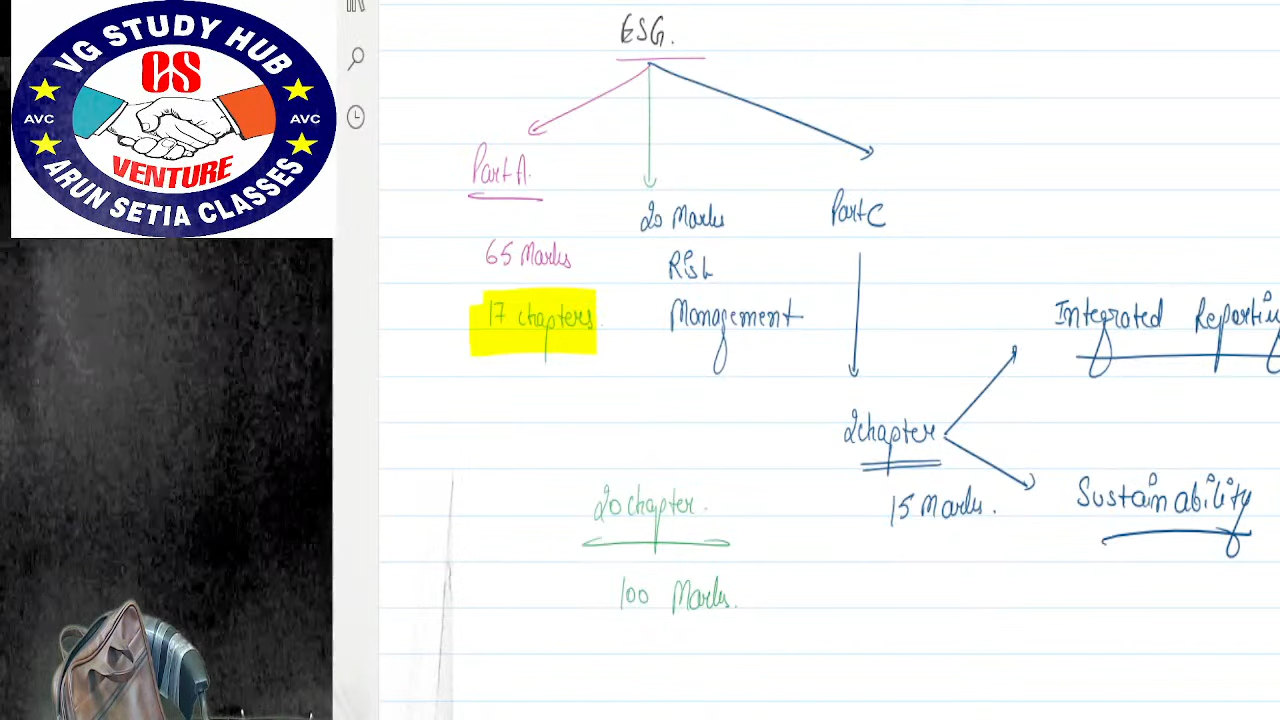 VG STUDY HUB
CS
AVC
AVC
VENTURE
ARUN SETIA CLASSES
ESG.
Part A.
20 Marks
Part C
65 Marks
Risk
17 chapters.
Management
Integrated Reportin
2 chapter
Sustainability
15 Marks.
20 chapter.
100 Marks.